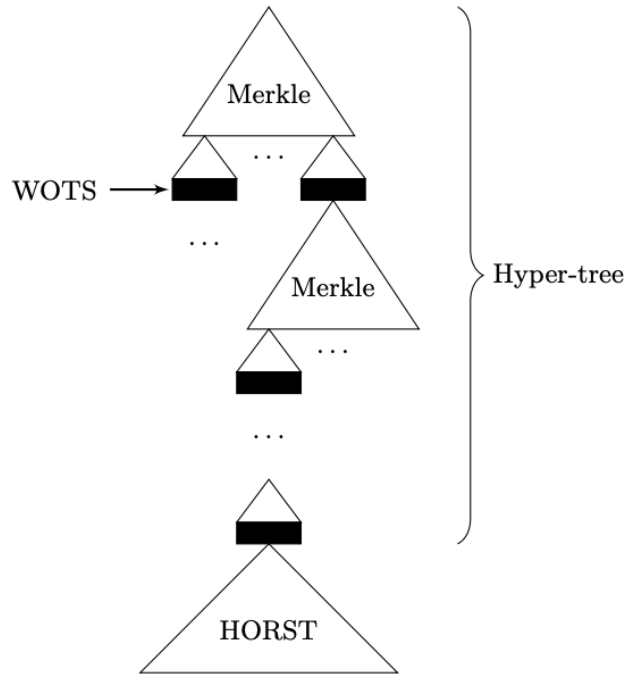 Merkle
. . .
WOTS
. . .
Merkle
Hyper-tree
. . .
. . .
HORST